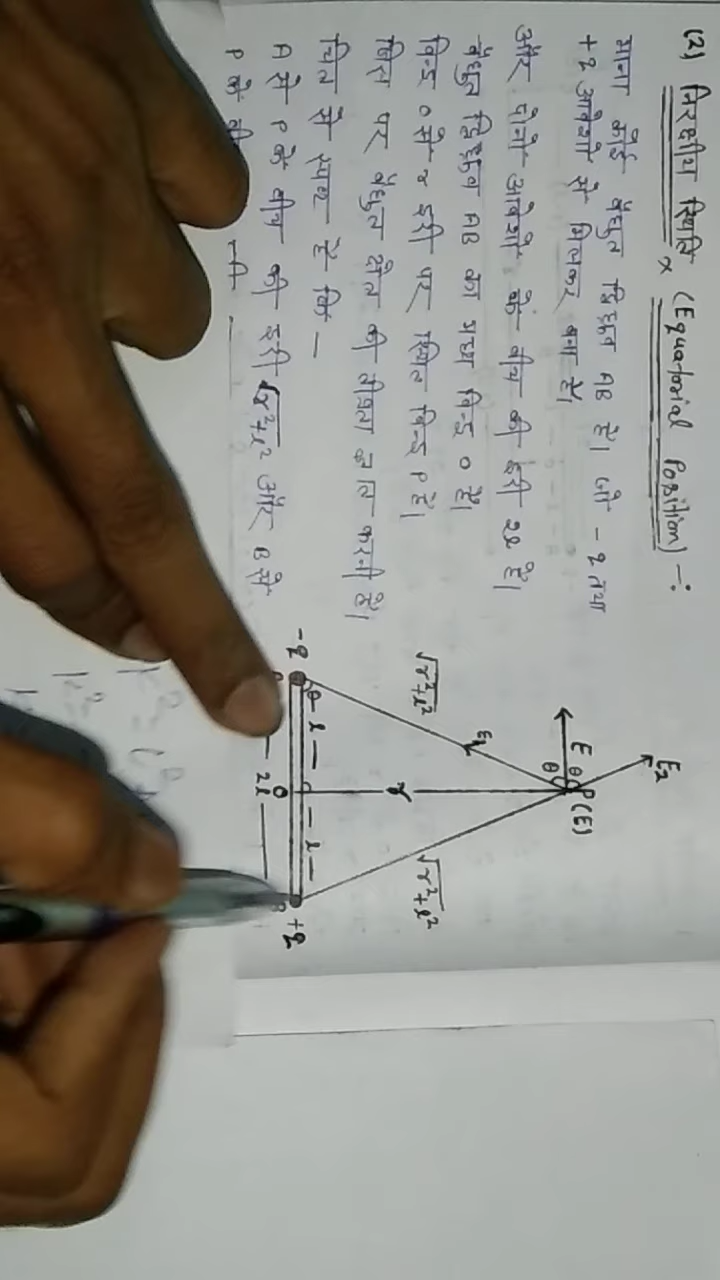 (2) निरक्षीय स्थिति (Equatorial Position) -:
माना कोई वैद्युत द्विध्रुव AB है। जो -q तथा
+q आवेशों से मिलकर बना है।
और दोनो आवेशों के बीच की दूरी 2l है।
वैद्युत द्विध्रुव AB का मध्य बिन्दु O है।
बिन्दु O से r दूरी पर स्थित बिन्दु P है।
जिस पर वैद्युत क्षेत्र की तीव्रता ज्ञात करनी है।
चित्र से स्पष्ट है कि -
A से P के बीच की दूरी √r²+l² और B से
P के बी
E₂
P(E)
E
θ
θ
E₁
√r²+l²
r
√r²+l²
-q
θ
l
l
+q
O
2l